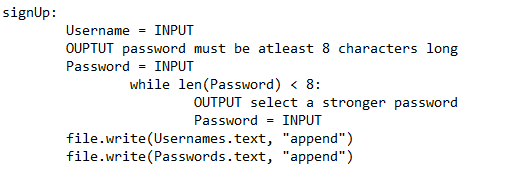 signUp:
Username = INPUT
OUPTUT password must be atleast 8 characters long
Password = INPUT
while len(Password) < 8:
OUTPUT select a stronger password
Password = INPUT
file.write(Usernames.text, "append")
file.write(Passwords.text, "append")